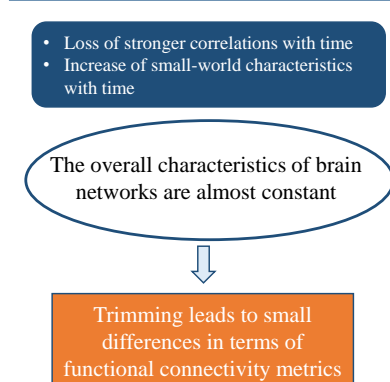 • Loss of stronger correlations with time
• Increase of small-world characteristics
with time
The overall characteristics of brain
networks are almost constant
Trimming leads to small
differences in terms of
functional connectivity metrics